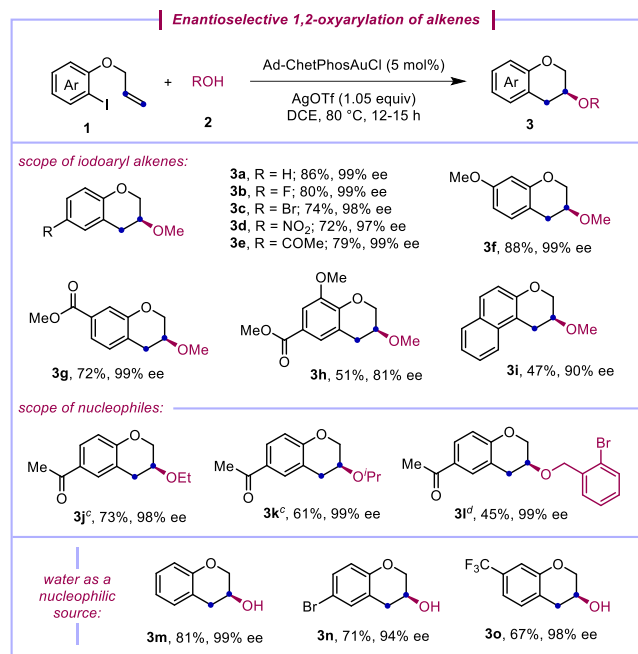 Enantioselective 1,2-oxyarylation of alkenes
Ar
O
I
1
+
ROH
2
Ad-ChetPhosAuCl (5 mol%)
AgOTf (1.05 equiv)
DCE, 80 °C, 12-15 h
Ar
O
OR
3
scope of iodoaryl alkenes:
R
O
OMe
3a, R = H; 86%, 99% ee
3b, R = F; 80%, 99% ee
3c, R = Br; 74%, 98% ee
3d, R = NO₂; 72%, 97% ee
3e, R = COMe; 79%, 99% ee
MeO
O
OMe
3f
88%, 99% ee
O
MeO
O
OMe
3g, 72%, 99% ee
OMe
O
MeO
O
OMe
3h, 51%, 81% ee
O
OMe
3i, 47%, 90% ee
scope of nucleophiles:
O
Me
O
OEt
3jᶜ, 73%, 98% ee
O
Me
O
OⁱPr
3kᶜ, 61%, 99% ee
O
Br
Me
O
O
3lᵈ, 45%, 99% ee
water as a
nucleophilic
source:
O
OH
3m, 81%, 99% ee
Br
O
OH
3n, 71%, 94% ee
F₃C
O
OH
3o, 67%, 98% ee